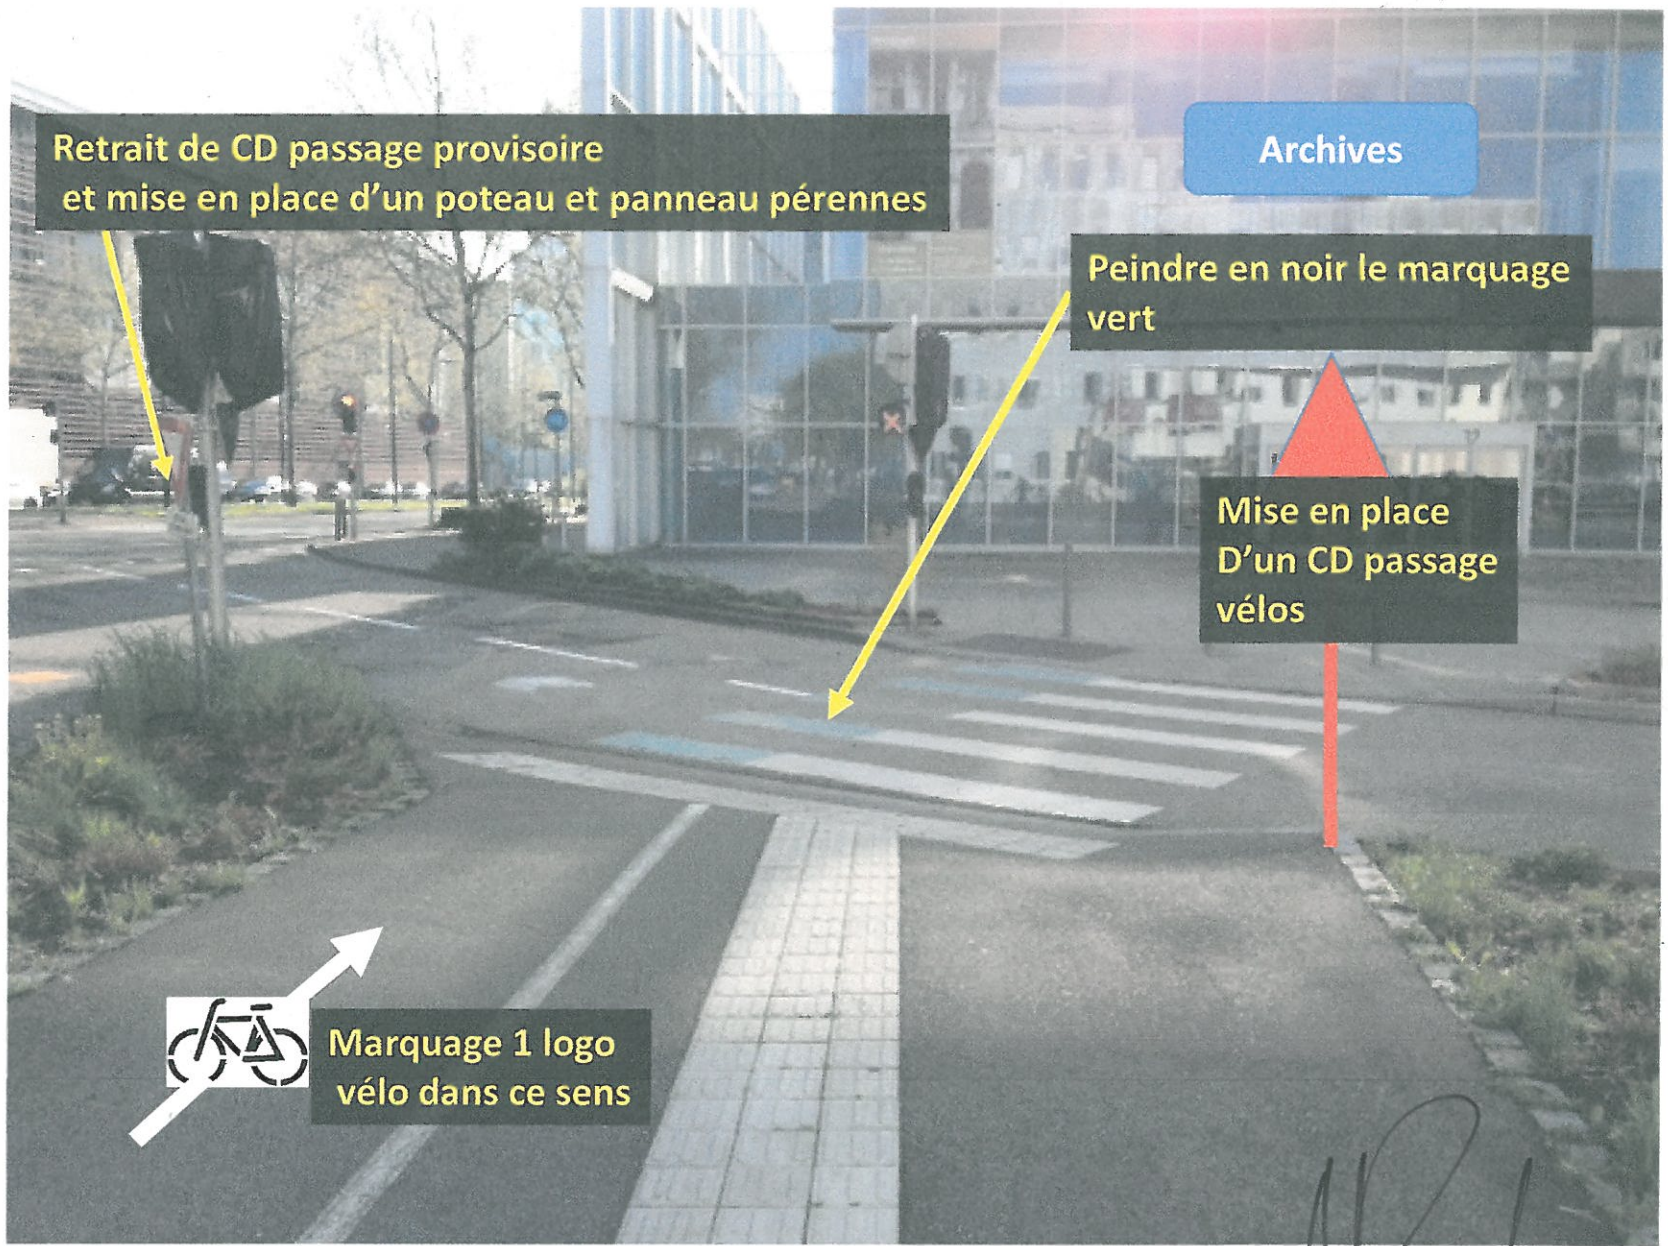 Retrait de CD passage provisoire
et mise en place d'un poteau et panneau pérennes
Archives
Peindre en noir le marquage
vert
Mise en place
D'un CD passage
vélos
Marquage 1 logo
vélo dans ce sens